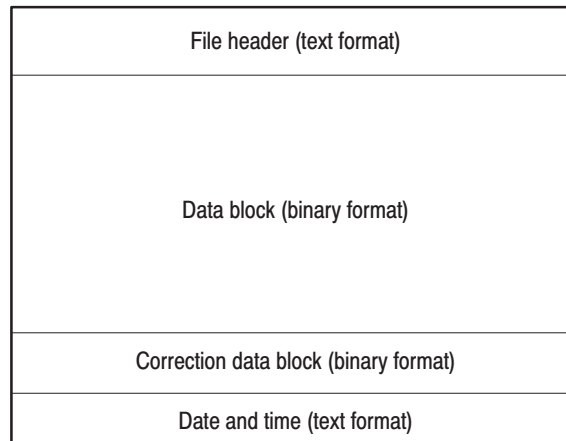 File header (text format)
Data block (binary format)
Correction data block (binary format)
Date and time (text format)